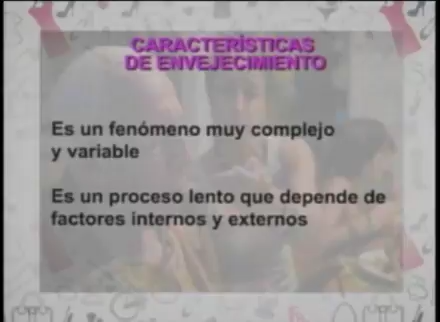 CARACTERÍSTICAS
DE ENVEJECIMIENTO
Es un fenómeno muy complejo
y variable
Es un proceso lento que depende de
factores internos y externos